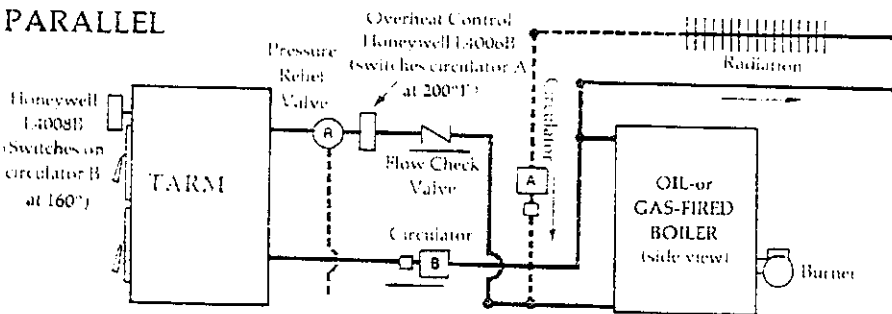 PARALLEL
Overheat Control
Honeywell L4006B
(switches circulator A
at 200°F)
Pressure
Relief
Valve
Honeywell
L4008B
(Switches on
circulator B
at 160°)
TARM
R
Flow Check
Valve
Circulator
B
Circulator
A
Radiation
OIL-or
GAS-FIRED
BOILER
(side view)
Burner